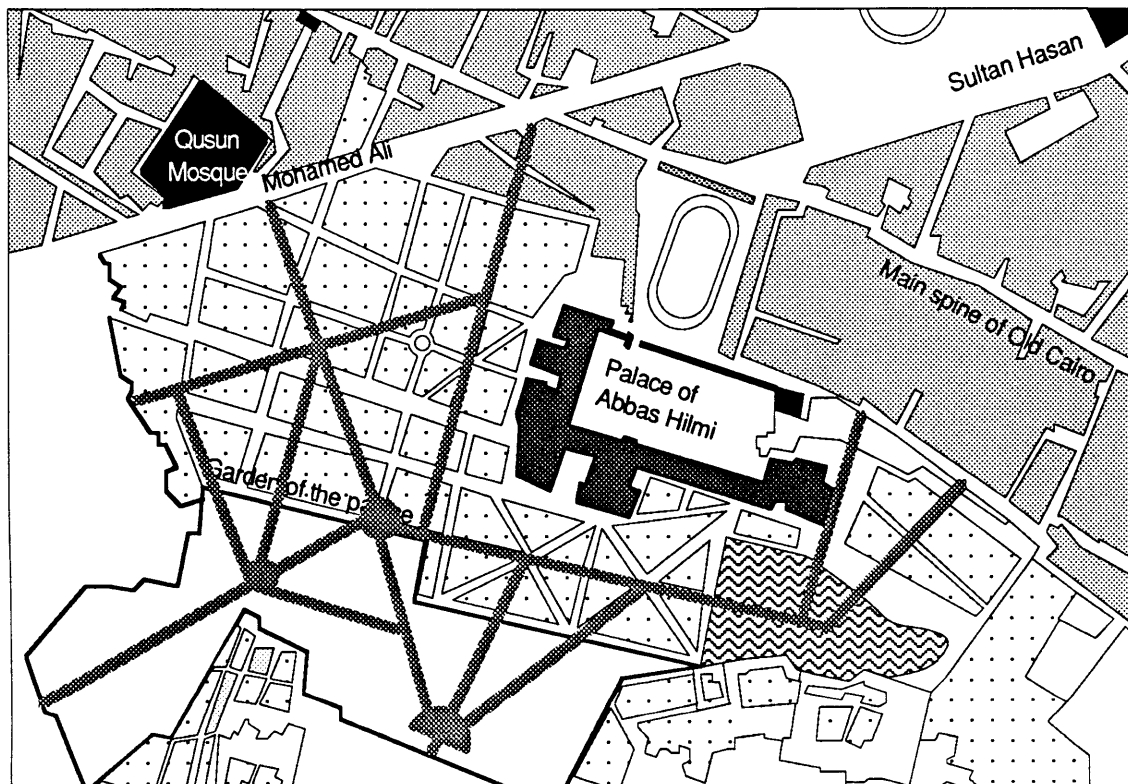 Sultan Hasan
Qusun
Mosque
Mohamed Ali
Main spine of Old Cairo
Palace of
Abbas Hilmi
Garden of the palace